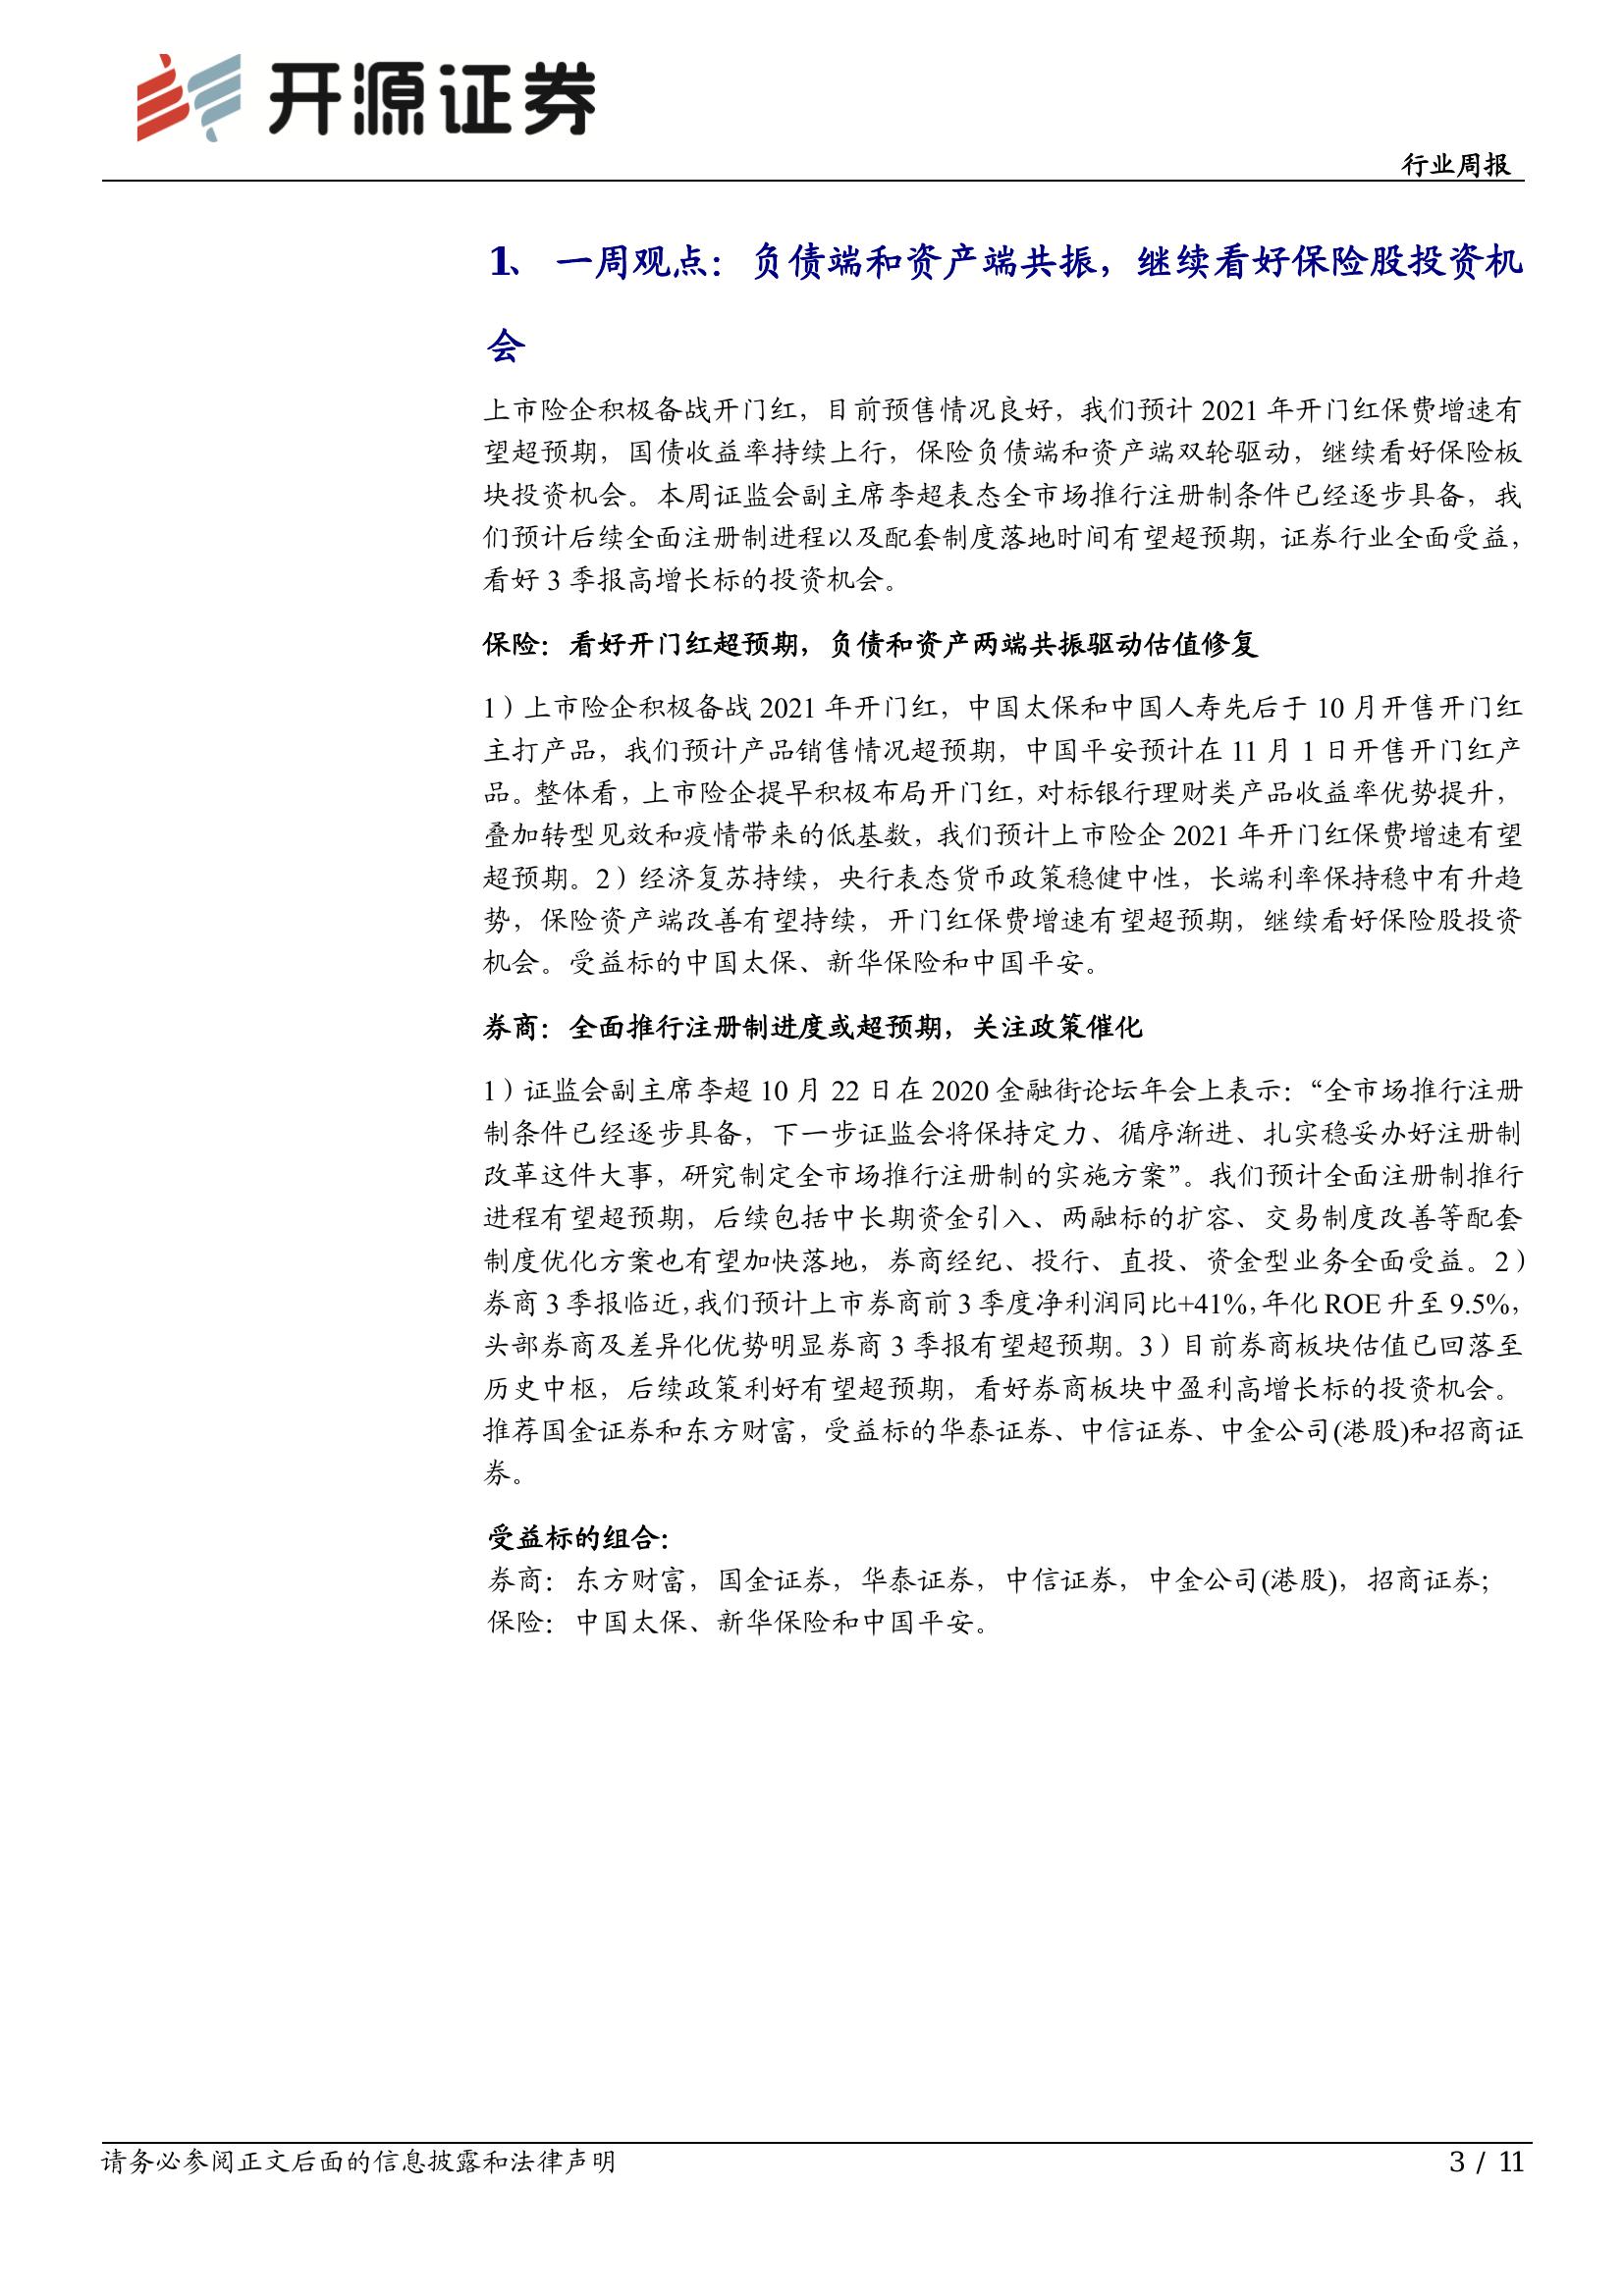 开源证券
行业周报
1、 一周观点：负债端和资产端共振，继续看好保险股投资机
会
上市险企积极备战开门红，目前预售情况良好，我们预计 2021 年开门红保费增速有
望超预期，国债收益率持续上行，保险负债端和资产端双轮驱动，继续看好保险板
块投资机会。本周证监会副主席李超表态全市场推行注册制条件已经逐步具备，我
们预计后续全面注册制进程以及配套制度落地时间有望超预期，证券行业全面受益，
看好 3 季报高增长标的投资机会。
保险：看好开门红超预期，负债和资产两端共振驱动估值修复
1）上市险企积极备战 2021 年开门红，中国太保和中国人寿先后于 10 月开售开门红
主打产品，我们预计产品销售情况超预期，中国平安预计在 11 月 1 日开售开门红产
品。整体看，上市险企提早积极布局开门红，对标银行理财类产品收益率优势提升，
叠加转型见效和疫情带来的低基数，我们预计上市险企 2021 年开门红保费增速有望
超预期。2）经济复苏持续，央行表态货币政策稳健中性，长端利率保持稳中有升趋
势，保险资产端改善有望持续，开门红保费增速有望超预期，继续看好保险股投资
机会。受益标的中国太保、新华保险和中国平安。
券商：全面推行注册制进度或超预期，关注政策催化
1）证监会副主席李超 10 月 22 日在 2020 金融街论坛年会上表示：“全市场推行注册
制条件已经逐步具备，下一步证监会将保持定力、循序渐进、扎实稳妥办好注册制
改革这件大事，研究制定全市场推行注册制的实施方案”。我们预计全面注册制推行
进程有望超预期，后续包括中长期资金引入、两融标的扩容、交易制度改善等配套
制度优化方案也有望加快落地，券商经纪、投行、直投、资金型业务全面受益。2）
券商 3 季报临近，我们预计上市券商前 3 季度净利润同比+41%，年化 ROE 升至 9.5%，
头部券商及差异化优势明显券商 3 季报有望超预期。3）目前券商板块估值已回落至
历史中枢，后续政策利好有望超预期，看好券商板块中盈利高增长标的投资机会。
推荐国金证券和东方财富，受益标的华泰证券、中信证券、中金公司(港股)和招商证
券。
受益标的组合：
券商：东方财富，国金证券，华泰证券，中信证券，中金公司(港股)，招商证券；
保险：中国太保、新华保险和中国平安。
请务必参阅正文后面的信息披露和法律声明
3 / 11